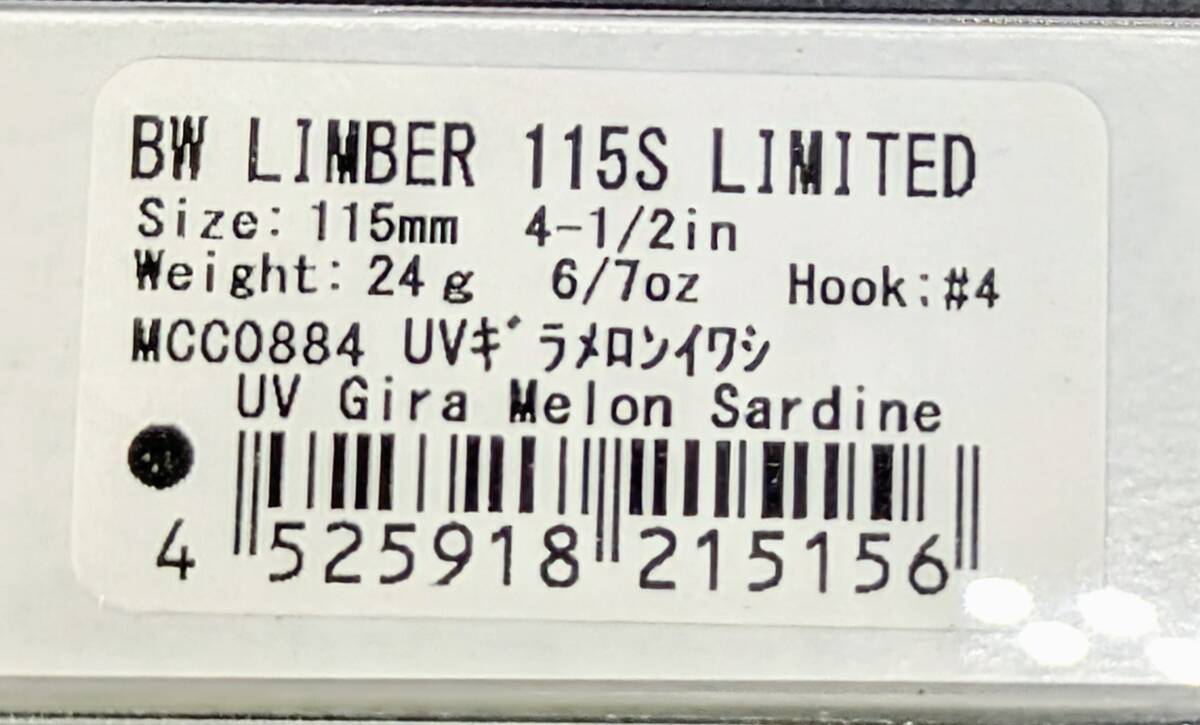 BW LIMBER 115S LIMITED
Size: 115mm 4-1/2in
Weight: 24g 6/7oz Hook:#4
MCC0884 UVギラメロンイワシ
UV Gira Melon Sardine
4 525918 215156